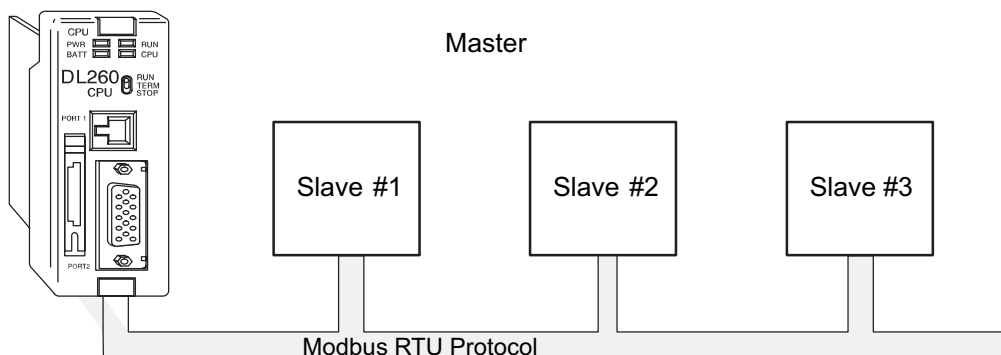 Master
CPU
PWR RUN
BATT CPU
DL260 RUN
TERM
CPU STOP
PORT 1
PORT2
Slave #1
Slave #2
Slave #3
Modbus RTU Protocol